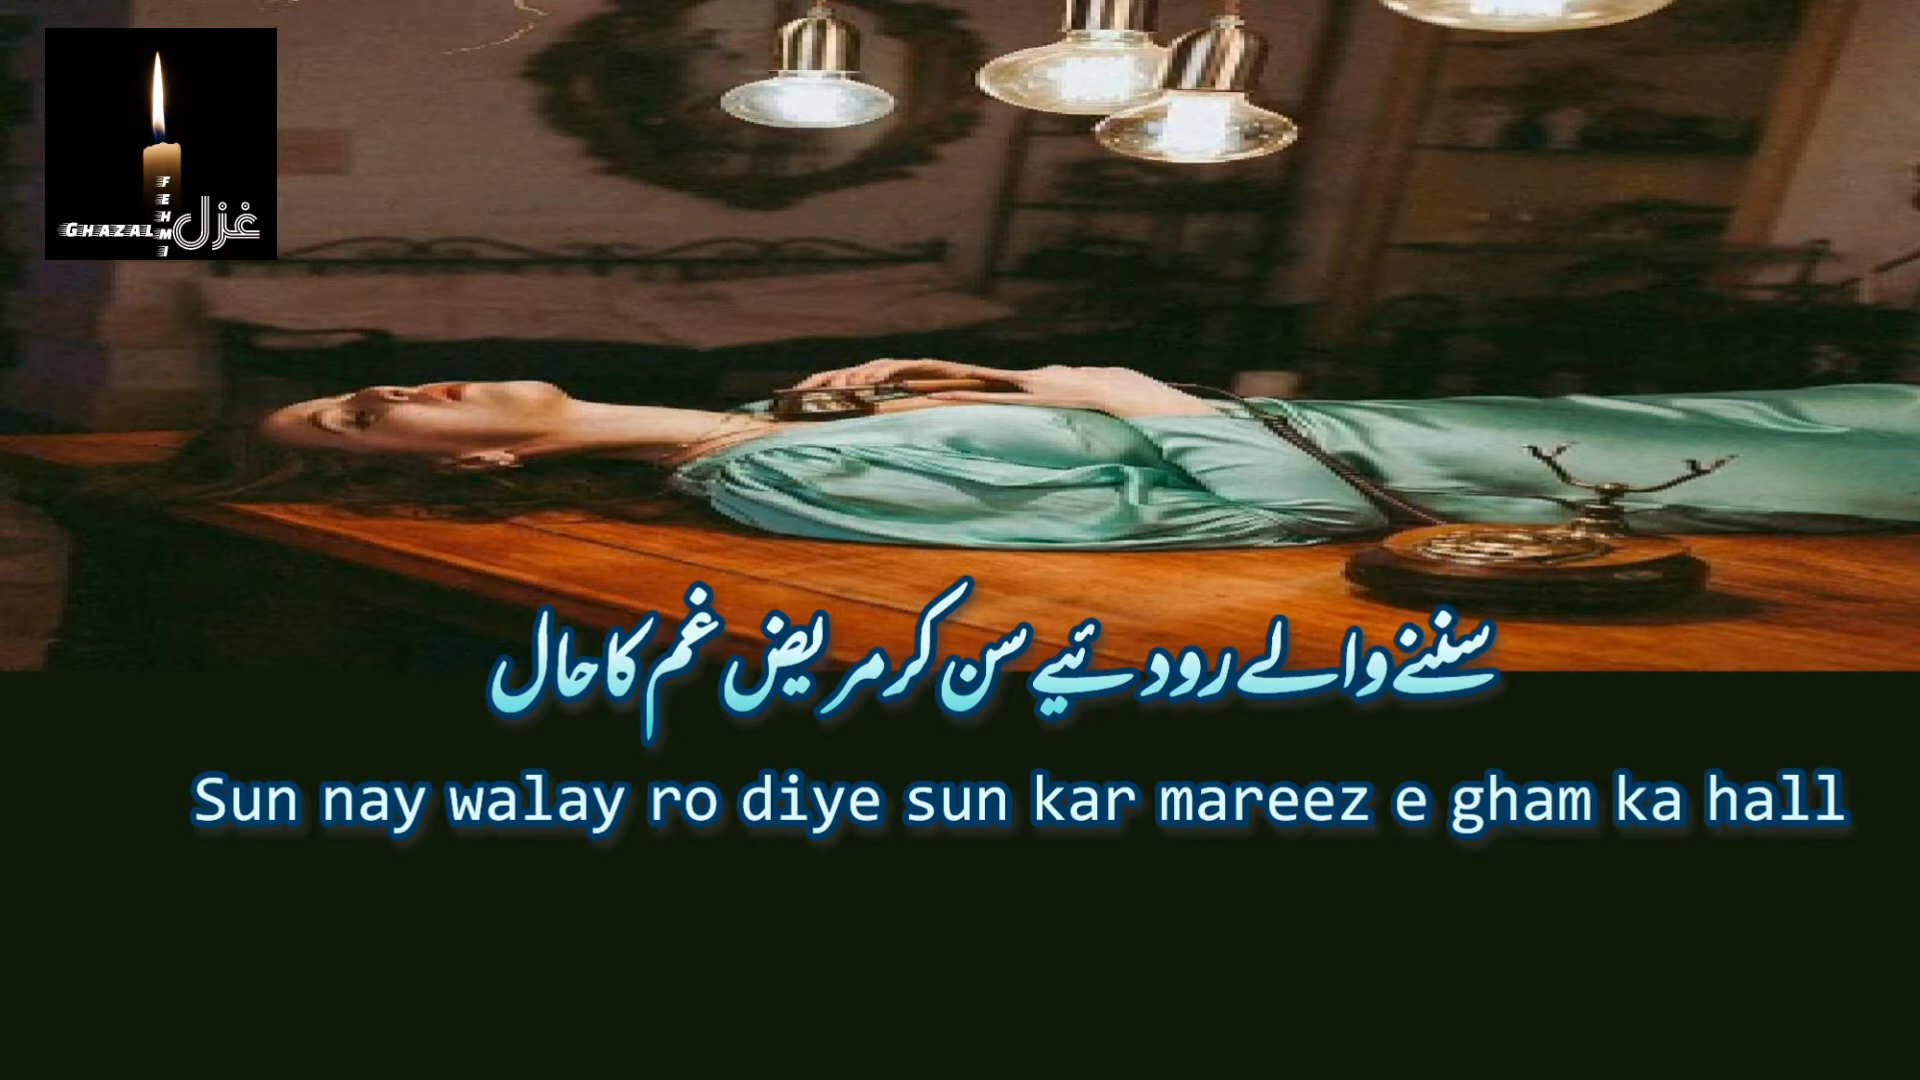 GHAZAL
FEHMI
غزل
سننے والے رو دئیے سن کر مریض غم کا حال
Sun nay walay ro diye sun kar mareez e gham ka hall